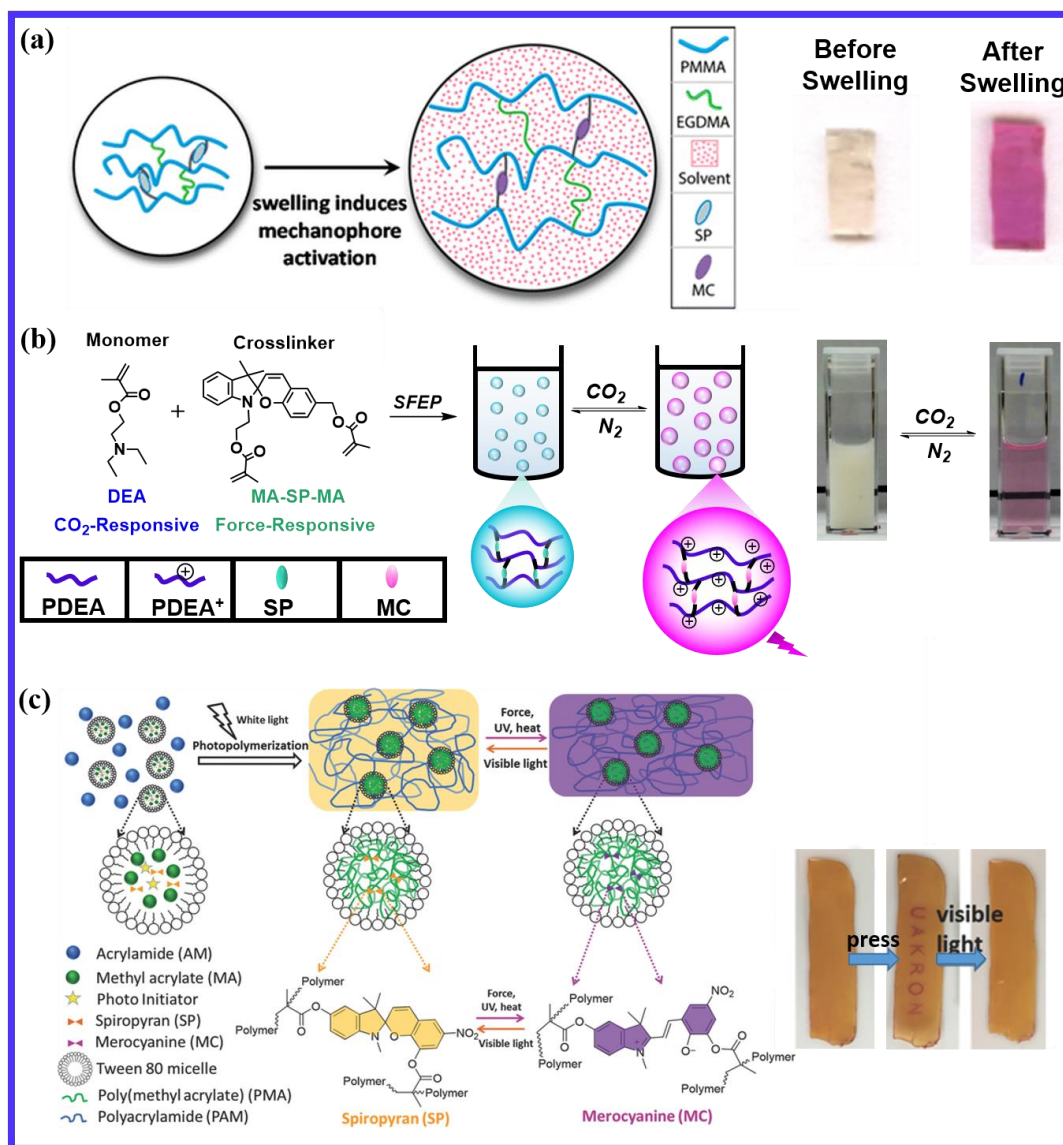 (a)
swelling induces
mechanophore
activation
PMMA
EGDMA
Solvent
SP
MC
Before
Swelling
After
Swelling
(b)
Monomer
O
O
N
DEA
CO2-Responsive
+
Crosslinker
N
O
O
O
O
O
MA-SP-MA
Force-Responsive
SFEP
CO2
N2
CO2
N2
PDEA
PDEA+
SP
MC
(c)
White light
Photopolymerization
Force,
UV, heat
Visible light
Acrylamide (AM)
Methyl acrylate (MA)
Photo Initiator
Spiropyran (SP)
Merocyanine (MC)
Tween 80 micelle
Poly(methyl acrylate) (PMA)
Polyacrylamide (PAM)
Polymer
Polymer
O
O
N
O
NO2
O
O
Polymer
Polymer
Spiropyran (SP)
Force,
UV, heat
Visible light
Polymer
Polymer
O
O
N
+
NO2
O-
O
O
Polymer
Polymer
Merocyanine (MC)
press
UAKRON
visible
light